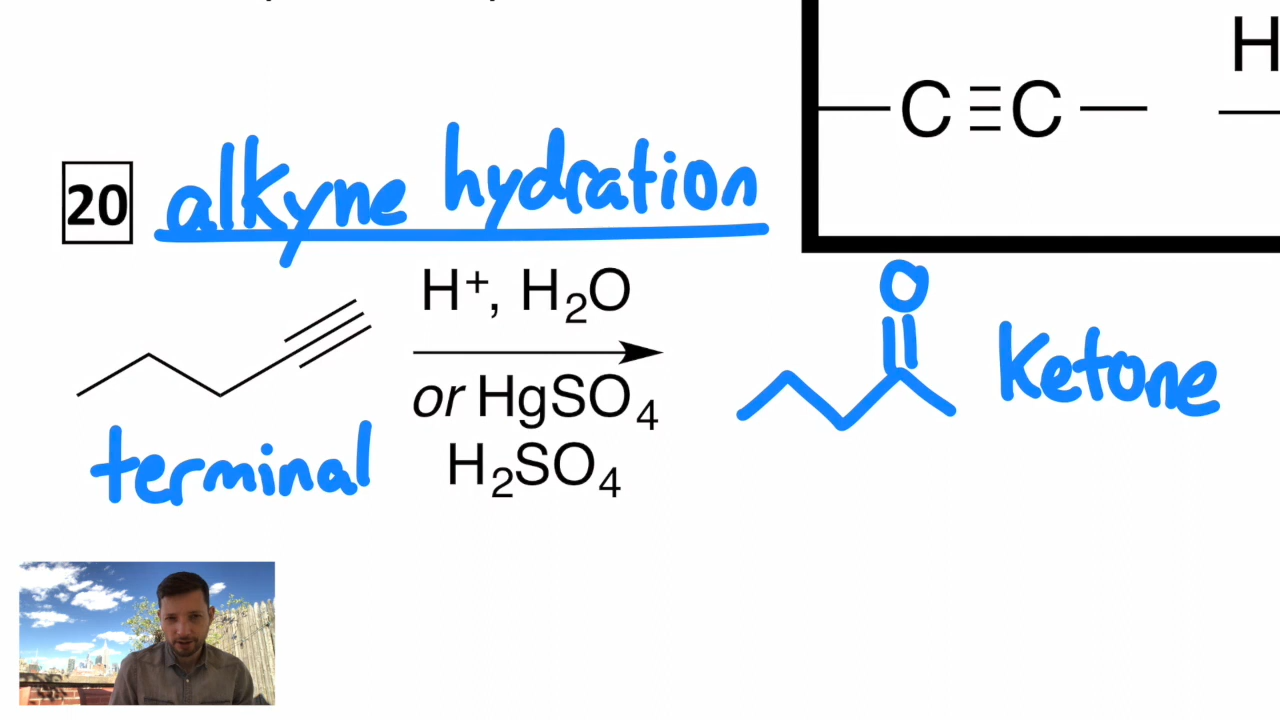 H
—C≡C—
20 alkyne hydration
H⁺, H₂O
or HgSO₄
H₂SO₄
O
Ketone
terminal